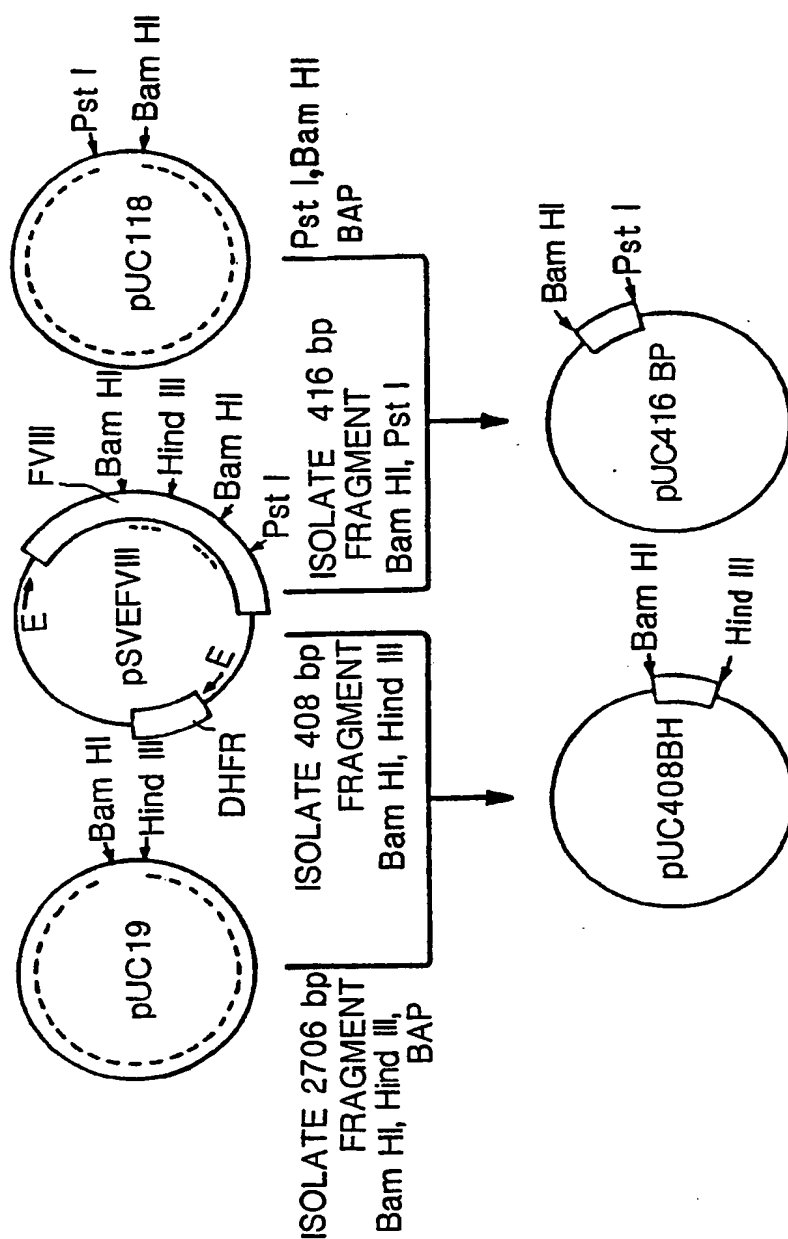 pUC19
Bam HI
Hind III
pSVEFVIII
E
E
DHFR
FVIII
Bam HI
Hind III
Bam HI
Pst I
pUC118
Pst I
Bam HI
ISOLATE 2706 bp
FRAGMENT
Bam HI, Hind III,
BAP
ISOLATE 408 bp
FRAGMENT
Bam HI, Hind III
ISOLATE 416 bp
FRAGMENT
Bam HI, Pst I
Pst I, Bam HI
BAP
pUC408BH
Bam HI
Hind III
pUC416 BP
Bam HI
Pst I